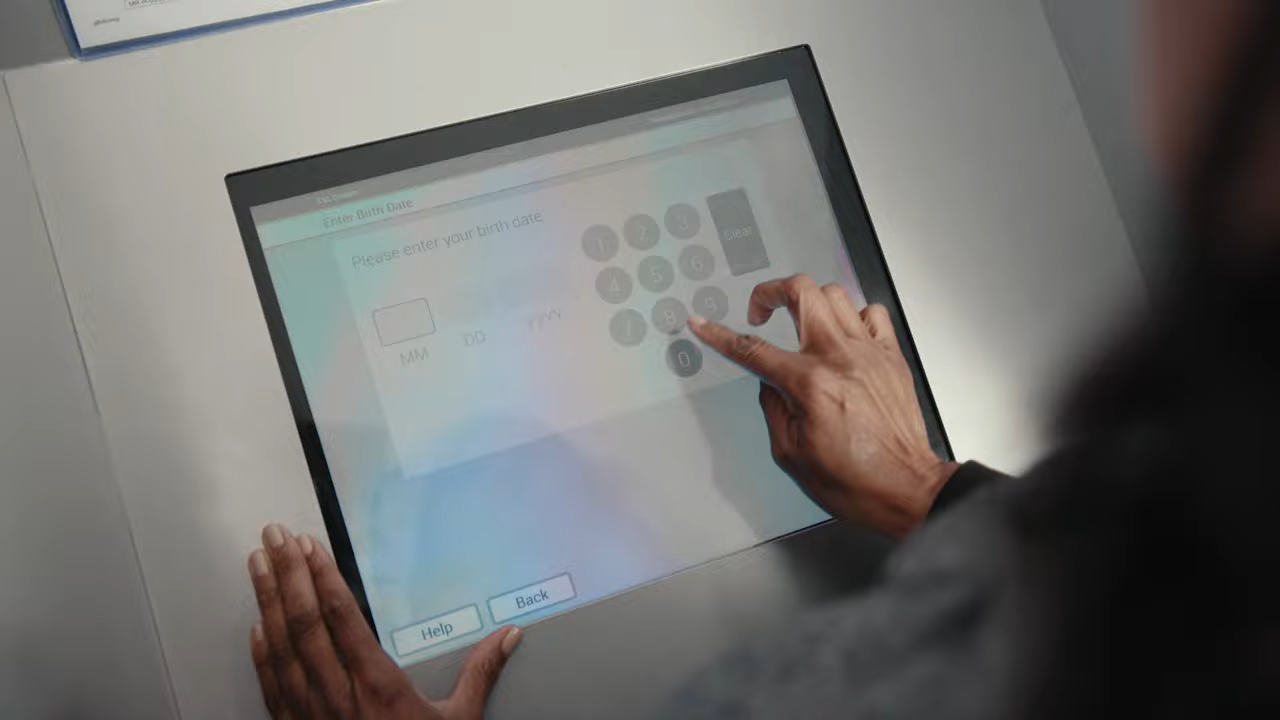 Enter Birth Date
Please enter your birth date
1 2 3 Clear
4 5 6
7 8 9
0
MM DD YYYY
Help Back